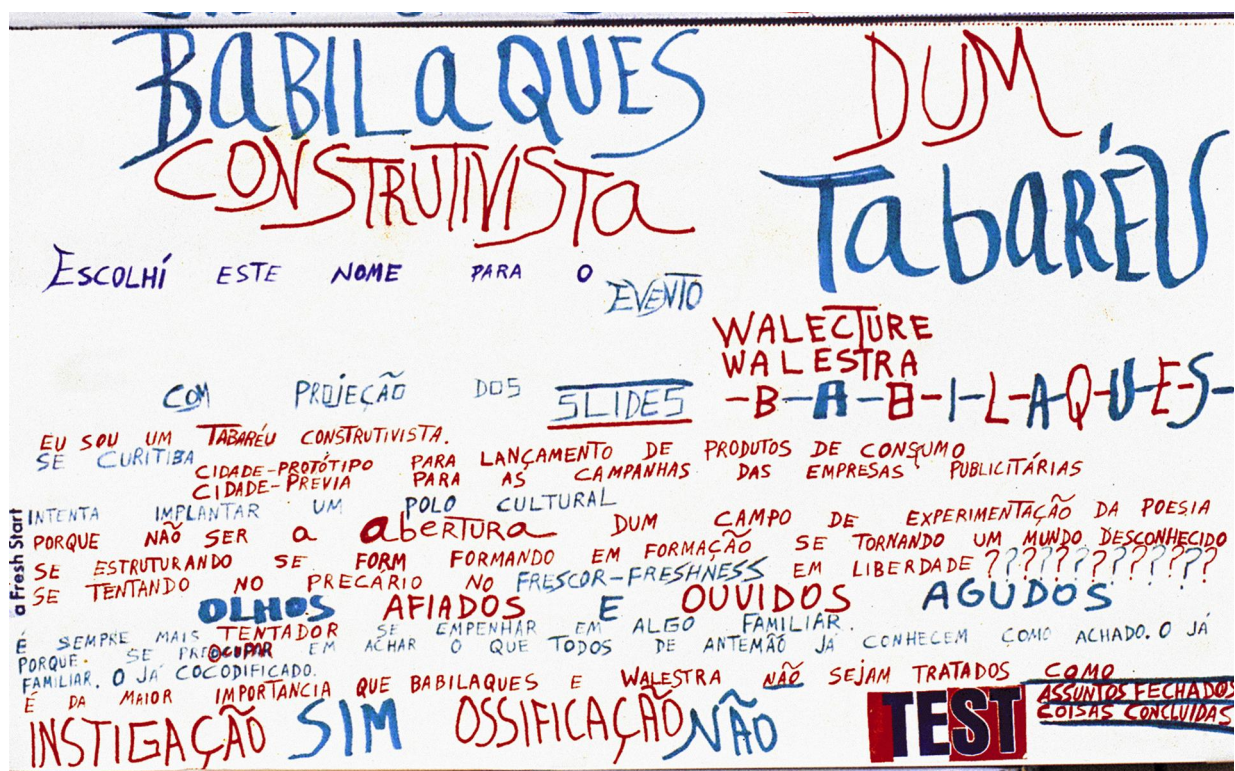 BABILAQUES
DUM
CONSTRUTIVISTA
TABARÉU
ESCOLHÍ ESTE NOME PARA O
EVENTO
WALECTURE
WALESTRA
COM PROJEÇÃO DOS SLIDES
-B-A-B-I-L-A-Q-U-E-S-
EU SOU UM TABARÉU CONSTRUTIVISTA.
SE CURITIBA
CIDADE-PROTÓTIPO PARA LANÇAMENTO DE PRODUTOS DE CONSUMO
CIDADE-PRÉVIA PARA AS CAMPANHAS DAS EMPRESAS PUBLICITÁRIAS
INTENTA IMPLANTAR UM POLO CULTURAL
PORQUE NÃO SER A ABERTURA DUM CAMPO DE EXPERIMENTAÇÃO DA POESIA
SE ESTRUTURANDO SE FORM FORMANDO EM FORMAÇÃO SE TORNANDO UM MUNDO DESCONHECIDO
SE TENTANDO NO PRECÁRIO NO FRESCOR-FRESHNESS EM LIBERDADE ?????????????
a Fresh Start
OLHOS AFIADOS E OUVIDOS AGUDOS
É SEMPRE MAIS TENTADOR SE EMPENHAR EM ALGO FAMILIAR.
PORQUE. SE PREOCUPAR EM ACHAR O QUE TODOS DE ANTEMÃO JÁ CONHECEM COMO ACHADO. O JÁ
FAMILIAR. O JÁ COCODIFICADO.
É DA MAIOR IMPORTANCIA QUE BABILAQUES E WALESTRA NÃO SEJAM TRATADOS COMO
ASSUNTOS FECHADOS
COISAS CONCLUIDAS
INSTIGAÇÃO SIM OSSIFICAÇÃO NÃO
TEST